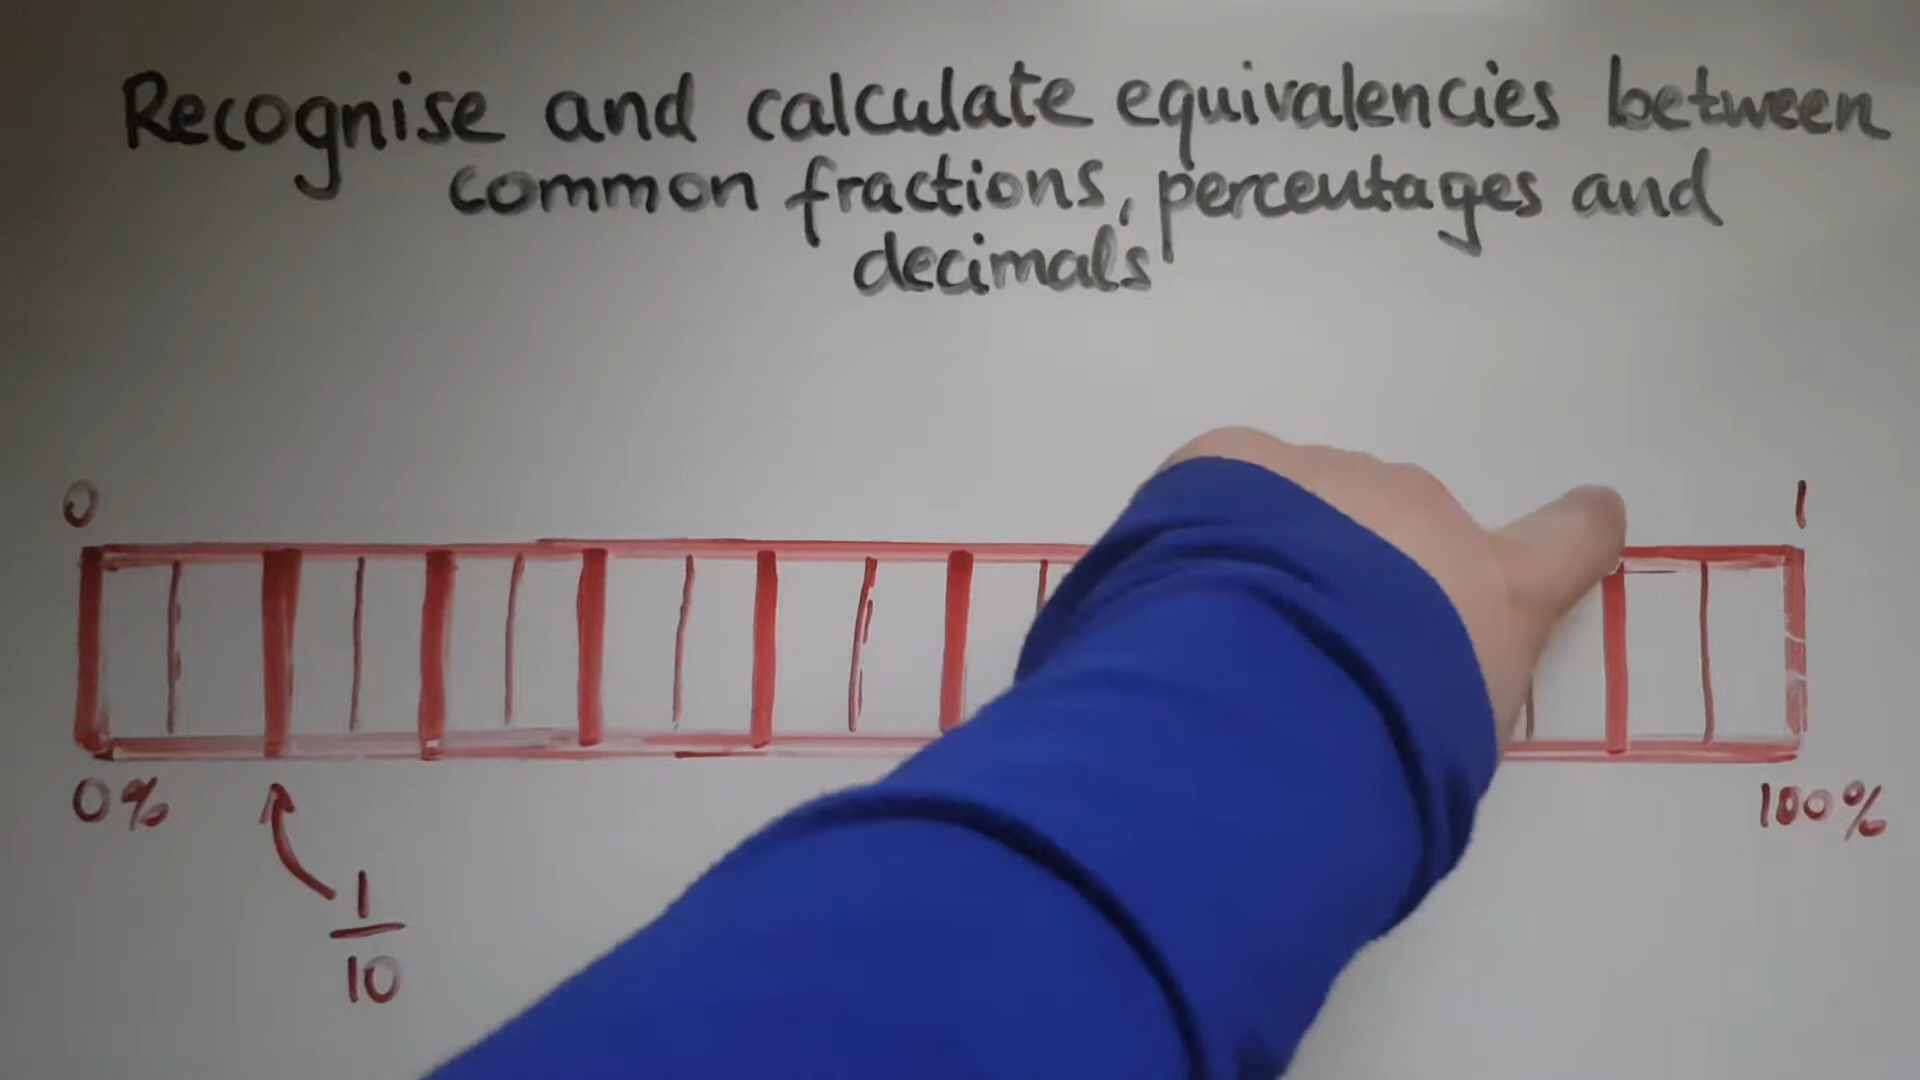 Recognise and calculate equivalencies between
common fractions, percentages and
decimals
0 1
0% 100%
1
10